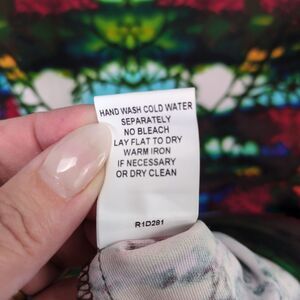 HAND WASH COLD WATER
SEPARATELY
NO BLEACH
LAY FLAT TO DRY
WARM IRON
IF NECESSARY
OR DRY CLEAN
R1D281